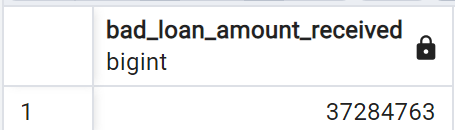 bad_loan_amount_received
bigint
1 37284763